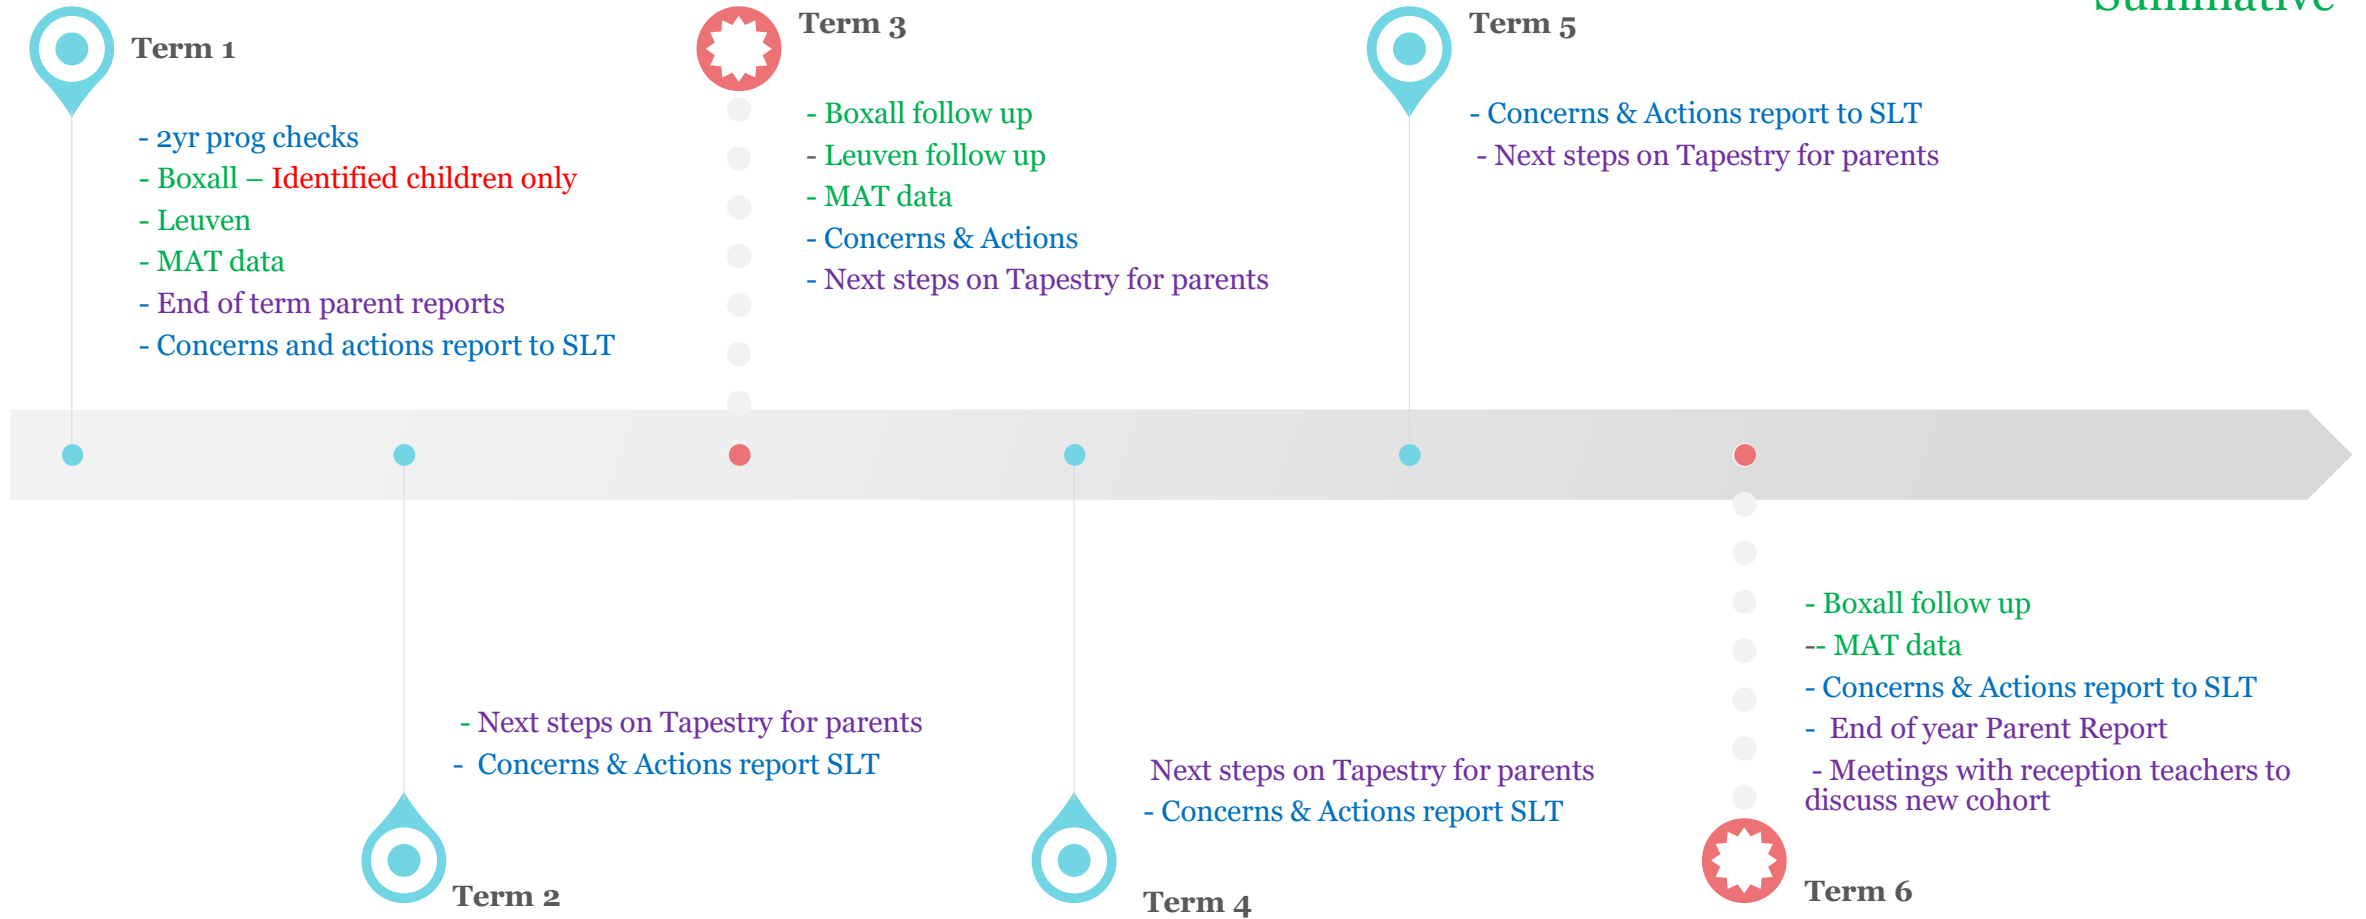 Summative
Term 1
- 2yr prog checks
- Boxall – Identified children only
- Leuven
- MAT data
- End of term parent reports
- Concerns and actions report to SLT
Term 3
- Boxall follow up
- Leuven follow up
- MAT data
- Concerns & Actions
- Next steps on Tapestry for parents
Term 5
- Concerns & Actions report to SLT
- Next steps on Tapestry for parents
- Next steps on Tapestry for parents
- Concerns & Actions report SLT
Term 2
Next steps on Tapestry for parents
- Concerns & Actions report SLT
Term 4
- Boxall follow up
-- MAT data
- Concerns & Actions report to SLT
- End of year Parent Report
- Meetings with reception teachers to
discuss new cohort
Term 6